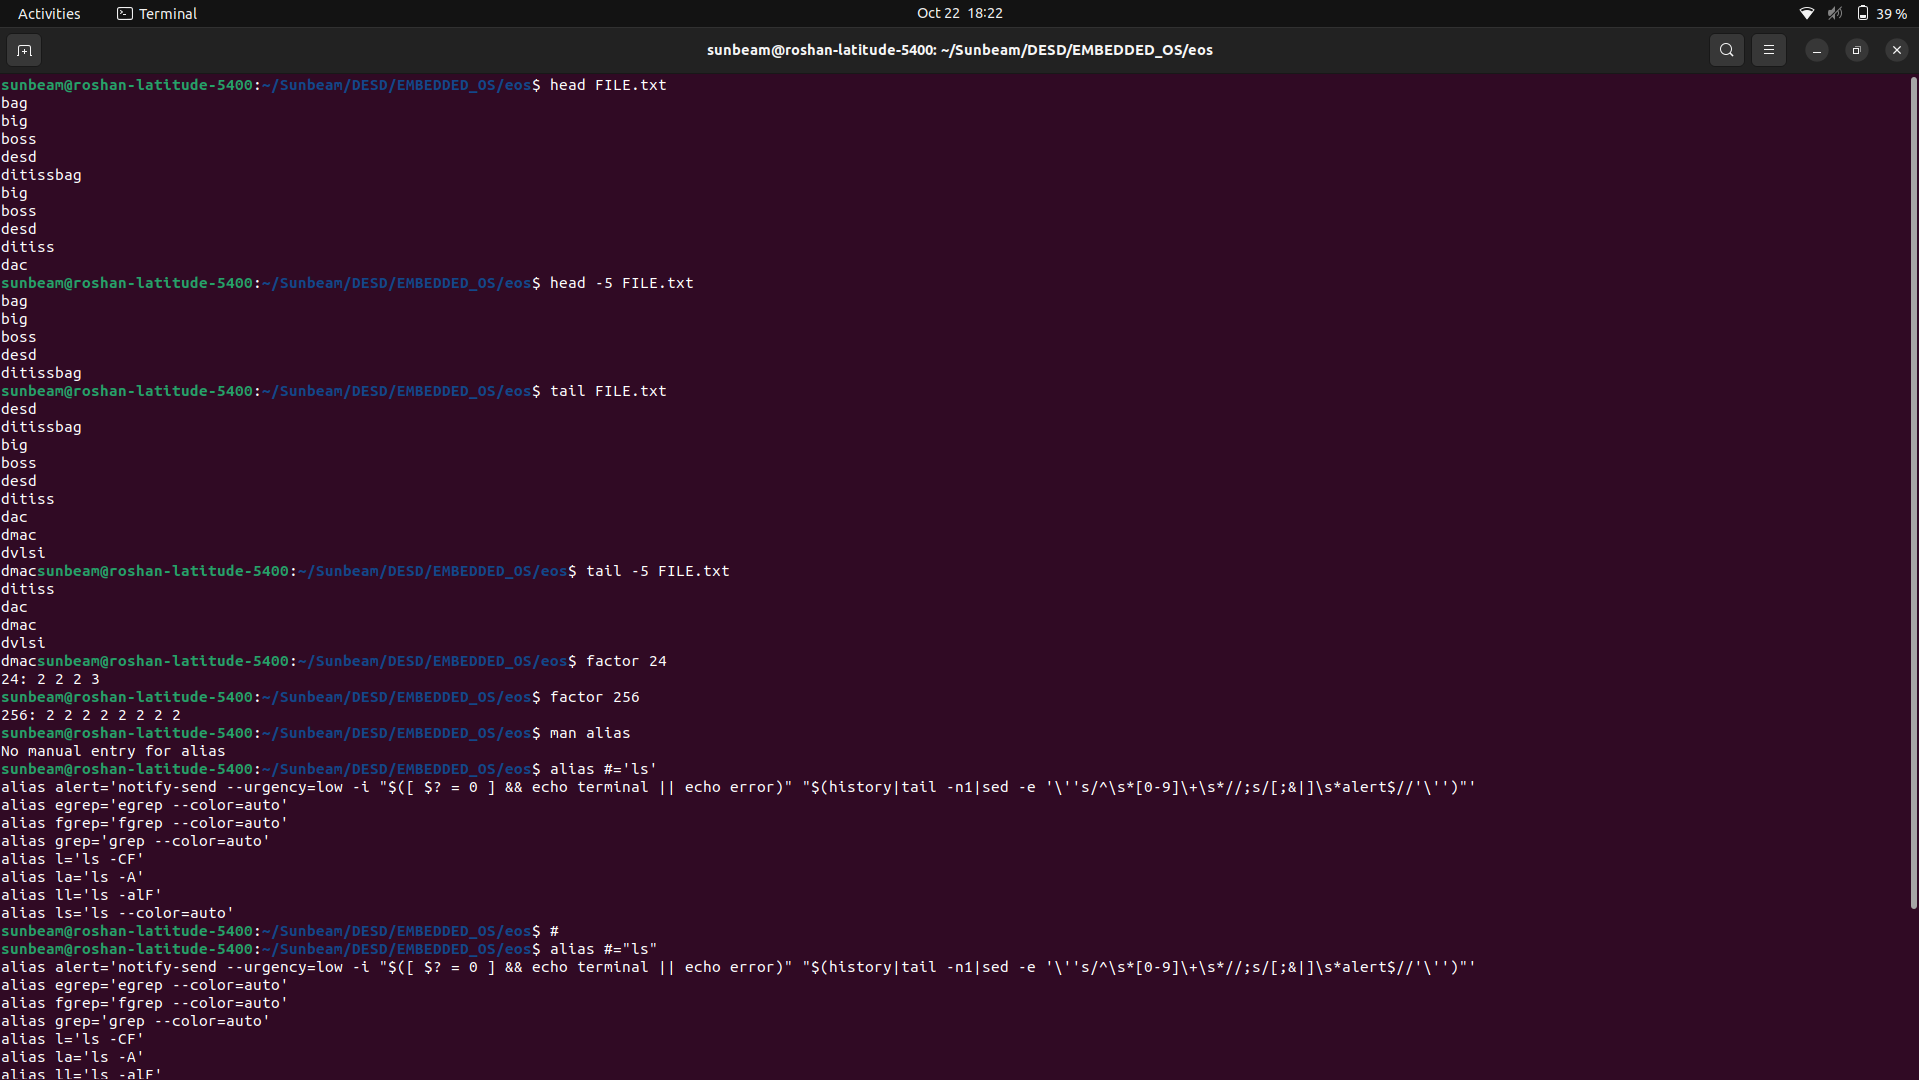 Activities Terminal Oct 22 18:22 39 %
sunbeam@roshan-latitude-5400: ~/Sunbeam/DESD/EMBEDDED_OS/eos
sunbeam@roshan-latitude-5400:~/Sunbeam/DESD/EMBEDDED_OS/eos$ head FILE.txt
bag
big
boss
desd
ditissbag
big
boss
desd
ditiss
dac
sunbeam@roshan-latitude-5400:~/Sunbeam/DESD/EMBEDDED_OS/eos$ head -5 FILE.txt
bag
big
boss
desd
ditissbag
sunbeam@roshan-latitude-5400:~/Sunbeam/DESD/EMBEDDED_OS/eos$ tail FILE.txt
desd
ditissbag
big
boss
desd
ditiss
dac
dmac
dvlsi
dmacsunbeam@roshan-latitude-5400:~/Sunbeam/DESD/EMBEDDED_OS/eos$ tail -5 FILE.txt
ditiss
dac
dmac
dvlsi
dmacsunbeam@roshan-latitude-5400:~/Sunbeam/DESD/EMBEDDED_OS/eos$ factor 24
24: 2 2 2 3
sunbeam@roshan-latitude-5400:~/Sunbeam/DESD/EMBEDDED_OS/eos$ factor 256
256: 2 2 2 2 2 2 2 2
sunbeam@roshan-latitude-5400:~/Sunbeam/DESD/EMBEDDED_OS/eos$ man alias
No manual entry for alias
sunbeam@roshan-latitude-5400:~/Sunbeam/DESD/EMBEDDED_OS/eos$ alias #='ls'
alias alert='notify-send --urgency=low -i "$([ $? = 0 ] && echo terminal || echo error)" "$(history|tail -n1|sed -e '\''s/^\s*[0-9]\+\s*//;s/[;&|]\s*alert$//'\'')"'
alias egrep='egrep --color=auto'
alias fgrep='fgrep --color=auto'
alias grep='grep --color=auto'
alias l='ls -CF'
alias la='ls -A'
alias ll='ls -alF'
alias ls='ls --color=auto'
sunbeam@roshan-latitude-5400:~/Sunbeam/DESD/EMBEDDED_OS/eos$ #
sunbeam@roshan-latitude-5400:~/Sunbeam/DESD/EMBEDDED_OS/eos$ alias #="ls"
alias alert='notify-send --urgency=low -i "$([ $? = 0 ] && echo terminal || echo error)" "$(history|tail -n1|sed -e '\''s/^\s*[0-9]\+\s*//;s/[;&|]\s*alert$//'\'')"'
alias egrep='egrep --color=auto'
alias fgrep='fgrep --color=auto'
alias grep='grep --color=auto'
alias l='ls -CF'
alias la='ls -A'
alias ll='ls -alF'